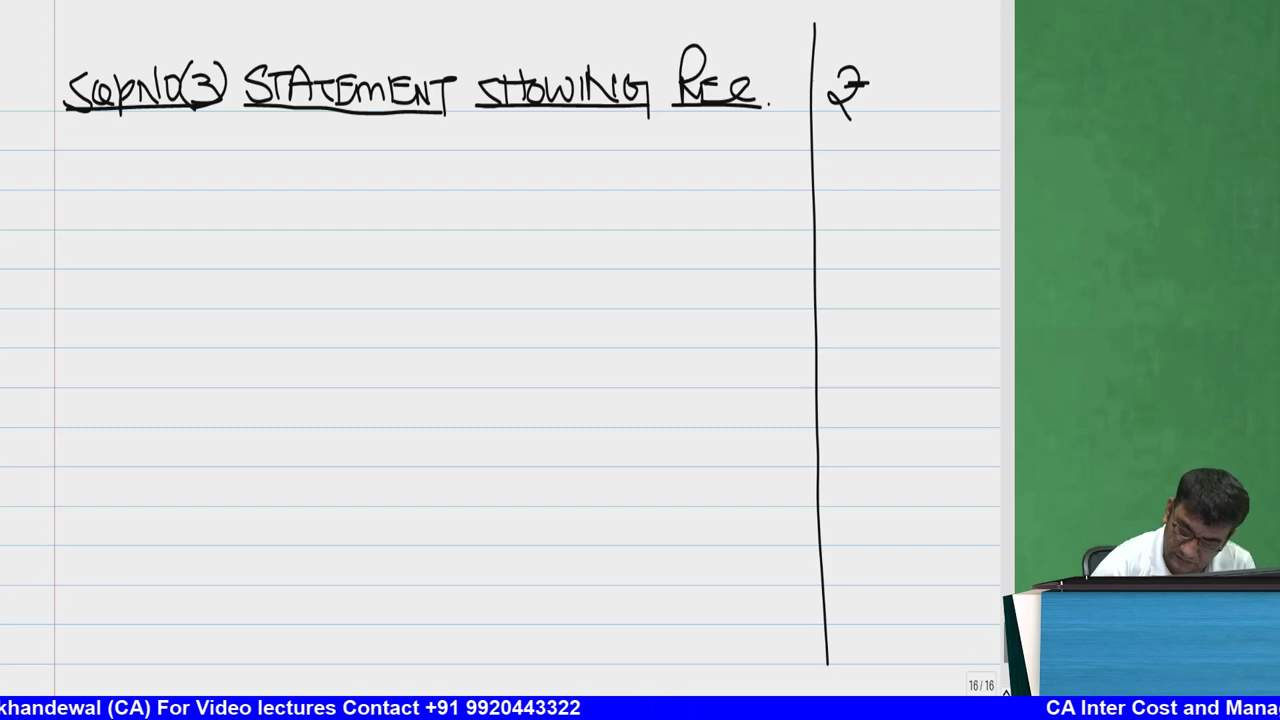 SQPNO(3) STATEMENT SHOWING REC. ₹
16/16
khandewal (CA) For Video lectures Contact +91 9920443322 CA Inter Cost and Mana